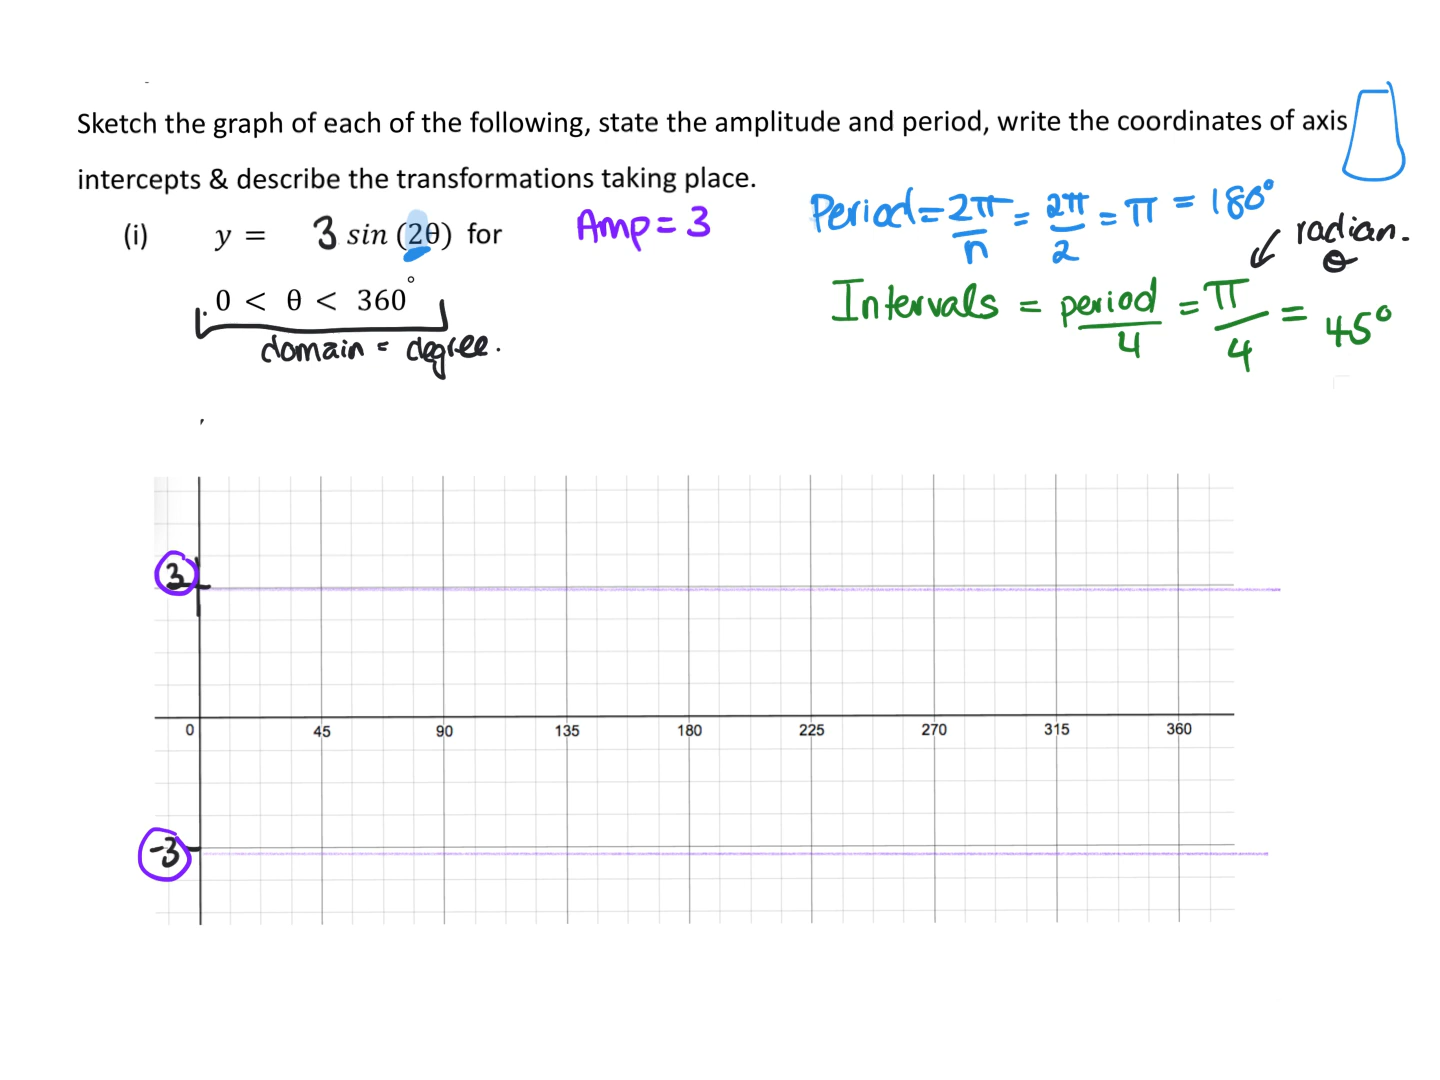 Sketch the graph of each of the following, state the amplitude and period, write the coordinates of axis
intercepts & describe the transformations taking place.
(i) y = 3 sin (2θ) for
0 < θ < 360°
domain = degree.
Amp = 3
Period = 2π/n = 2π/2 = π = 180°
radian.
θ
Intervals = period/4 = π/4 = 45°
3
0 45 90 135 180 225 270 315 360
-3